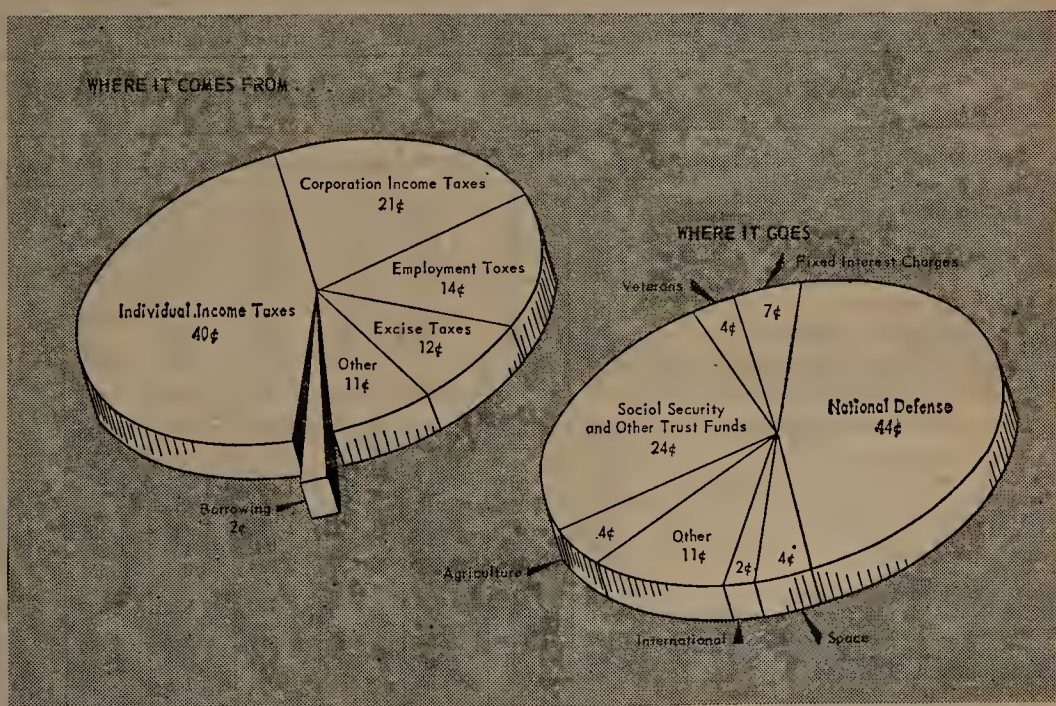 WHERE IT COMES FROM . . .
Corporation Income Taxes
21¢
Employment Taxes
14¢
Individual Income Taxes
40¢
Excise Taxes
12¢
Other
11¢
Borrowing
2¢
WHERE IT GOES . . .
Fixed Interest Charges
Veterans
7¢
4¢
National Defense
44¢
Social Security
and Other Trust Funds
24¢
4¢
Other
11¢
2¢
4¢
Agriculture
International
Space